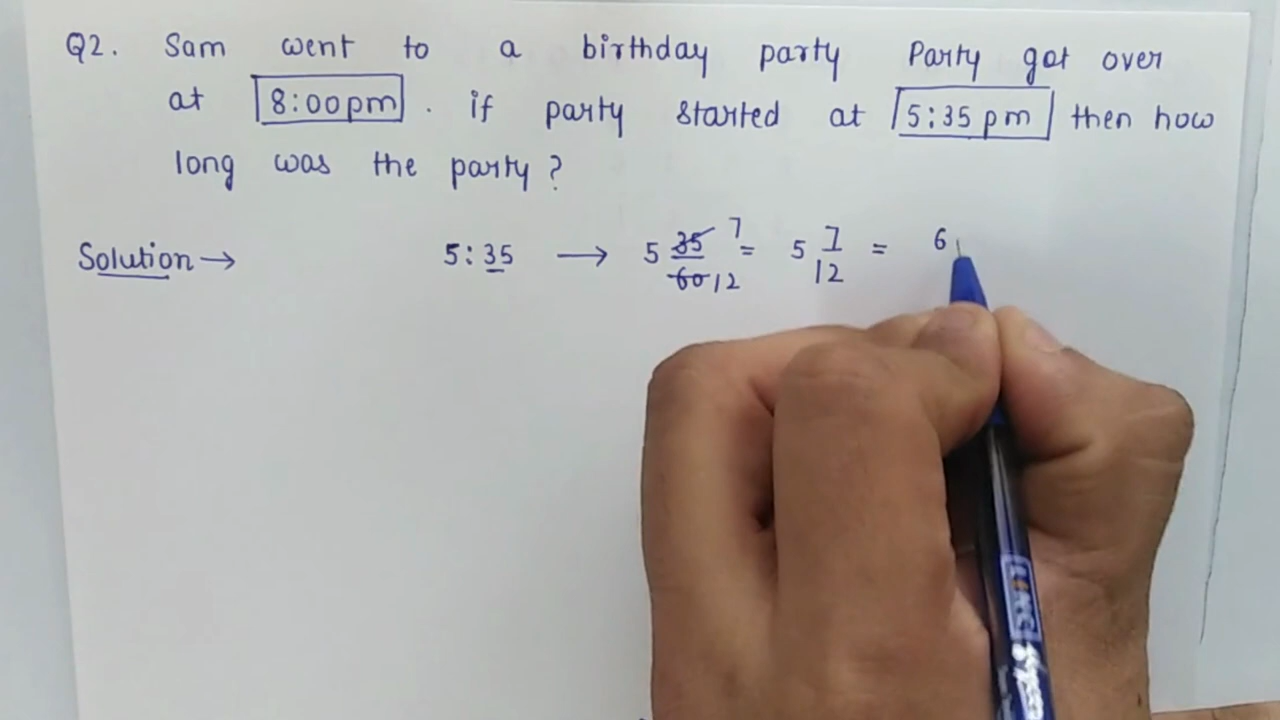 Q2. Sam went to a birthday party Party got over
at 8:00pm . if party started at 5:35 pm then how
long was the party ?
Solution → 5:35 → 5 35/60 7/12 = 5 7/12 = 6
LINC